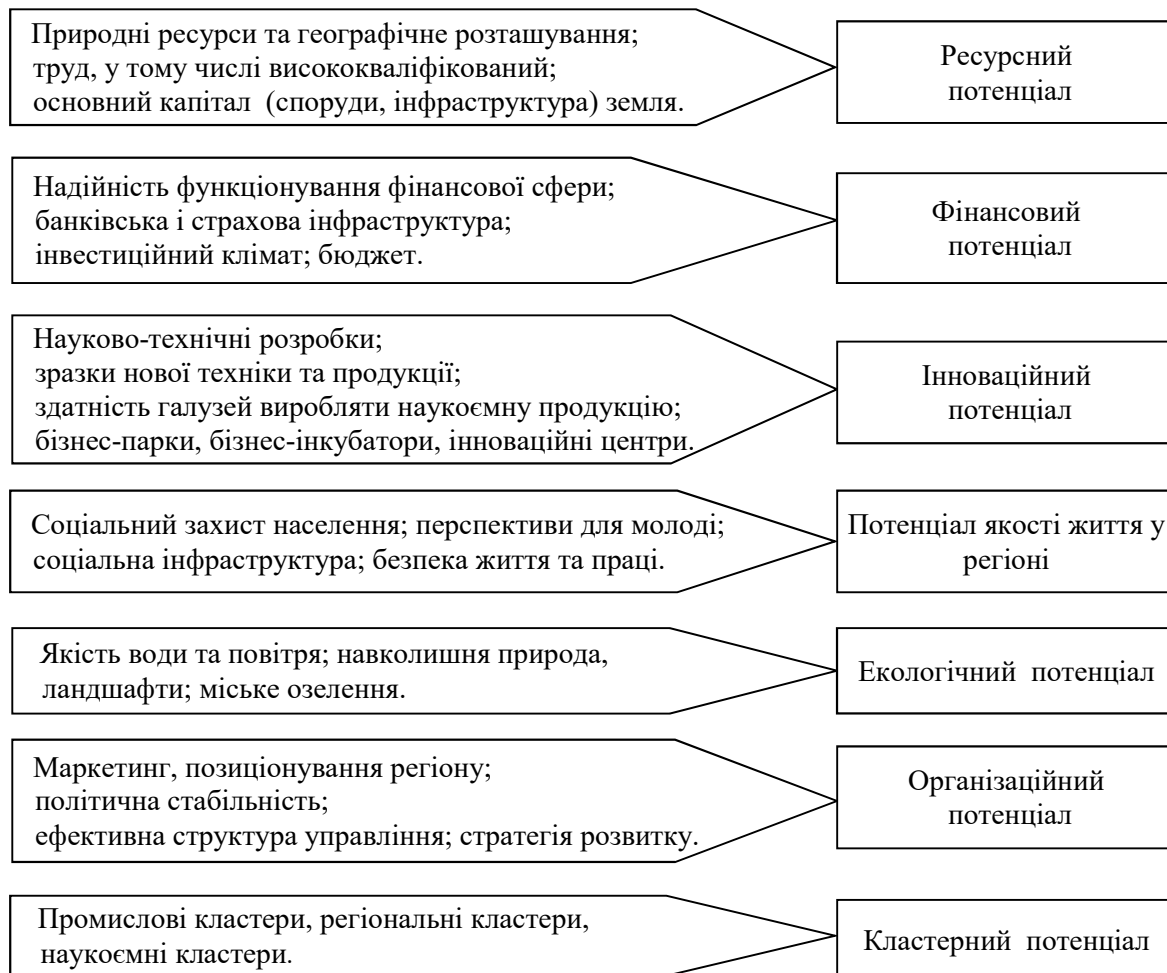 Природні ресурси та географічне розташування;
труд, у тому числі висококваліфікований;
основний капітал (споруди, інфраструктура) земля.
Ресурсний
потенціал
Надійність функціонування фінансової сфери;
банківська і страхова інфраструктура;
інвестиційний клімат; бюджет.
Фінансовий
потенціал
Науково-технічні розробки;
зразки нової техніки та продукції;
здатність галузей виробляти наукоємну продукцію;
бізнес-парки, бізнес-інкубатори, інноваційні центри.
Інноваційний
потенціал
Соціальний захист населення; перспективи для молоді;
соціальна інфраструктура; безпека життя та праці.
Потенціал якості життя у
регіоні
Якість води та повітря; навколишня природа,
ландшафти; міське озелення.
Екологічний потенціал
Маркетинг, позиціонування регіону;
політична стабільність;
ефективна структура управління; стратегія розвитку.
Організаційний
потенціал
Промислові кластери, регіональні кластери,
наукоємні кластери.
Кластерний потенціал